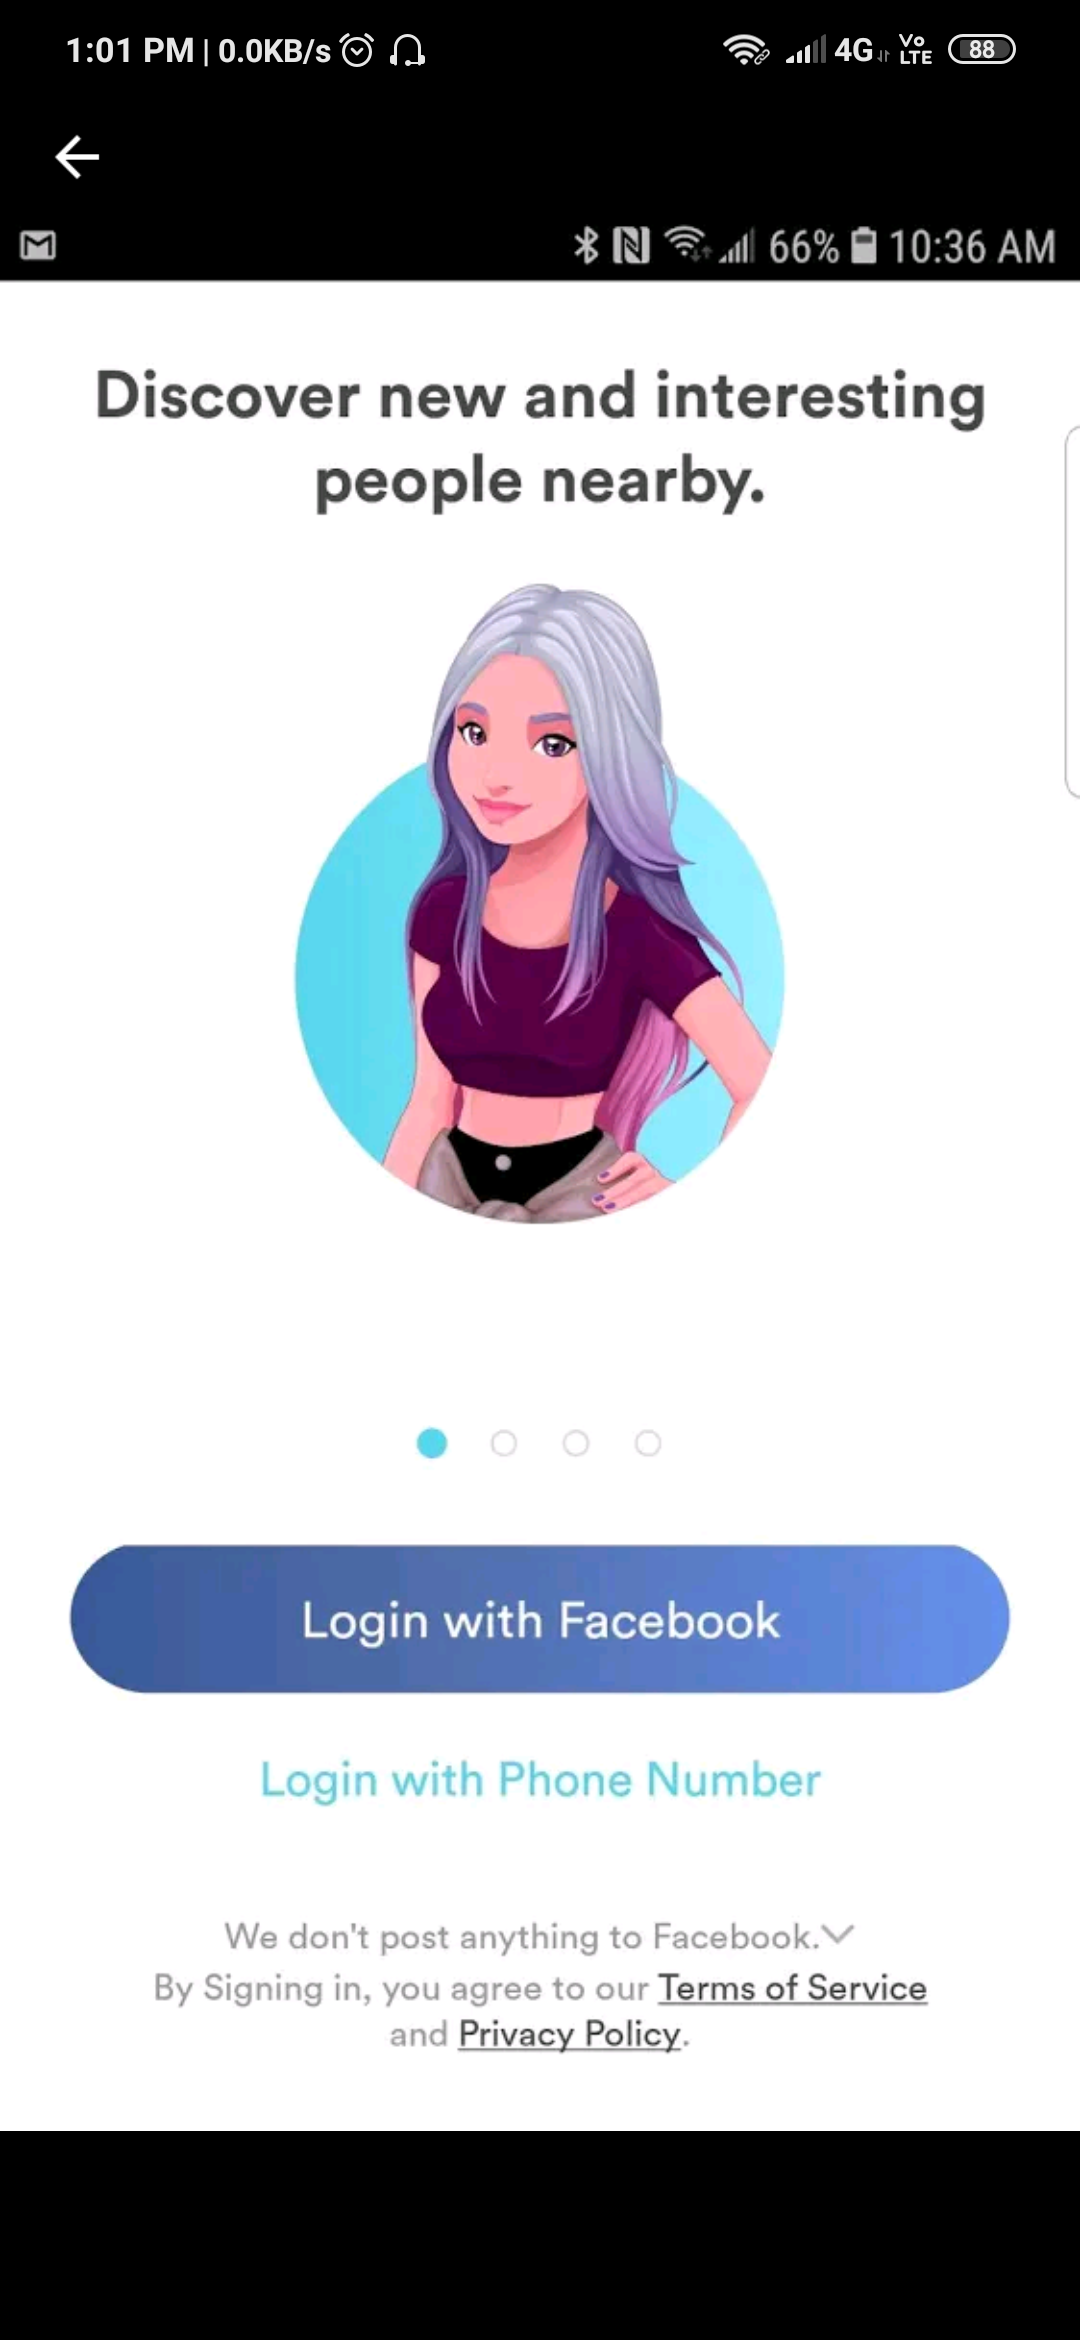 1:01 PM | 0.0KB/s 4G Vo LTE 88
66% 10:36 AM
Discover new and interesting
people nearby.
Login with Facebook
Login with Phone Number
We don't post anything to Facebook.
By Signing in, you agree to our Terms of Service
and Privacy Policy.